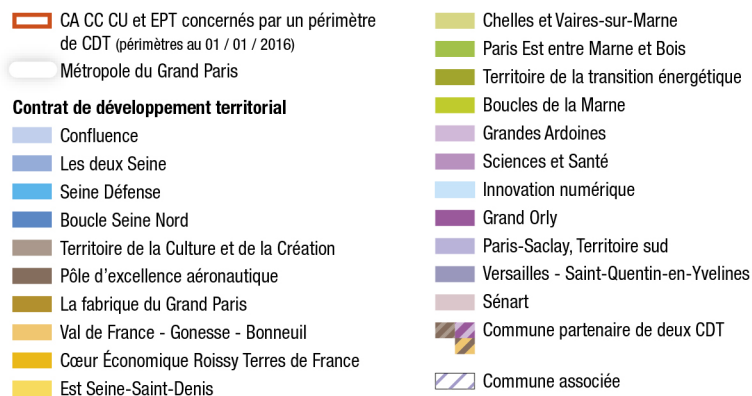 CA CC CU et EPT concernés par un périmètre
de CDT (périmètres au 01 / 01 / 2016)
Métropole du Grand Paris
Contrat de développement territorial
Confluence
Les deux Seine
Seine Défense
Boucle Seine Nord
Territoire de la Culture et de la Création
Pôle d'excellence aéronautique
La fabrique du Grand Paris
Val de France - Gonesse - Bonneuil
Cœur Économique Roissy Terres de France
Est Seine-Saint-Denis
Chelles et Vaires-sur-Marne
Paris Est entre Marne et Bois
Territoire de la transition énergétique
Boucles de la Marne
Grandes Ardoines
Sciences et Santé
Innovation numérique
Grand Orly
Paris-Saclay, Territoire sud
Versailles - Saint-Quentin-en-Yvelines
Sénart
Commune partenaire de deux CDT
Commune associée